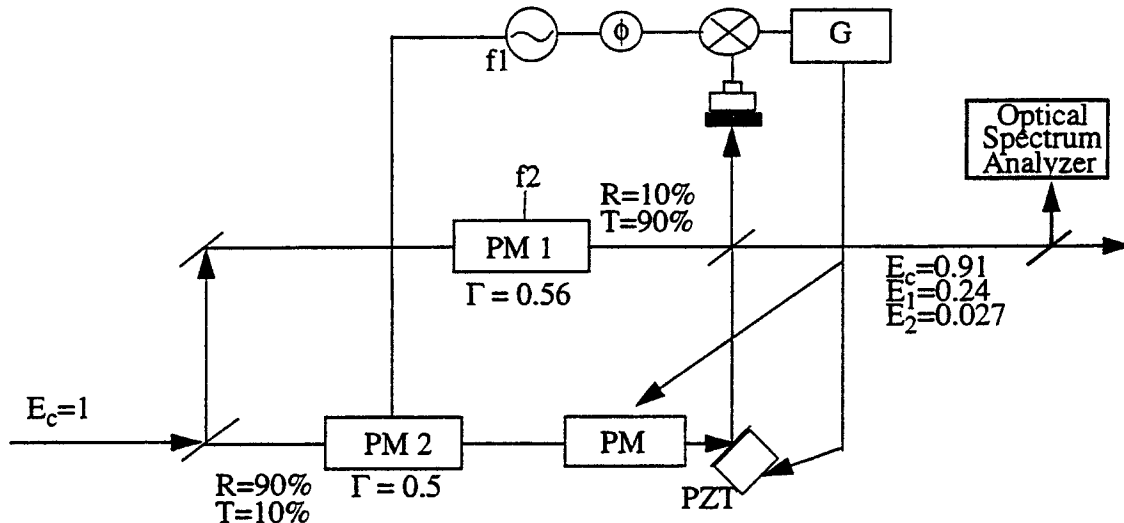 G
ϕ
f1
Optical
Spectrum
Analyzer
f2
R=10%
T=90%
PM 1
Γ = 0.56
E_c=0.91
E_1=0.24
E_2=0.027
E_c=1
PM 2
PM
R=90%
T=10%
Γ = 0.5
PZT